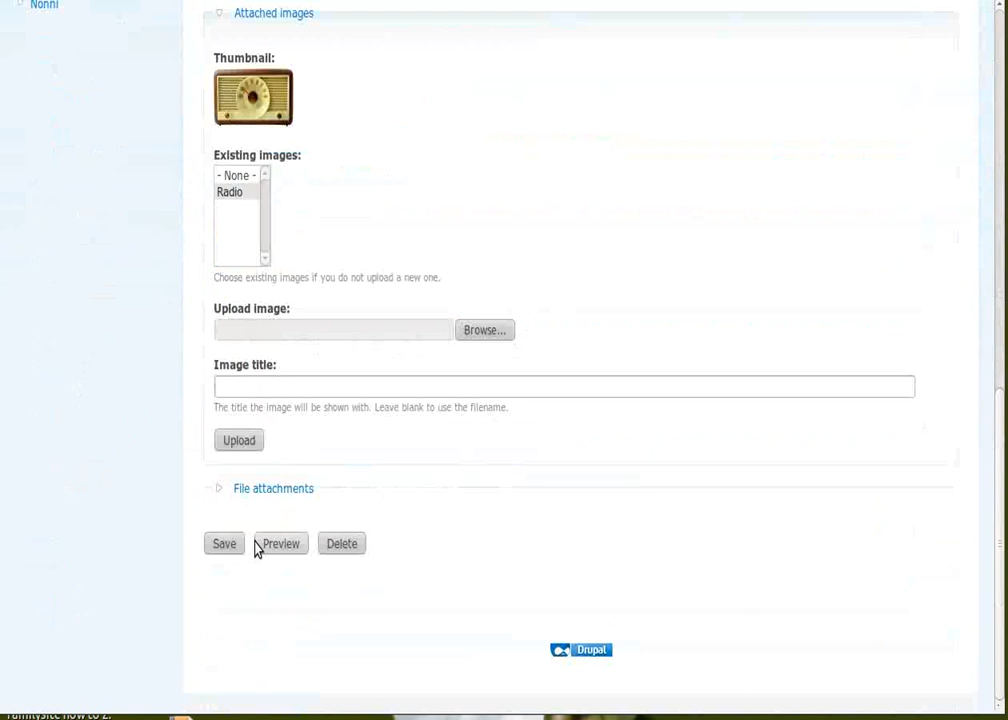 Nonni
Attached images
Thumbnail:
Existing images:
- None -
Radio
Choose existing images if you do not upload a new one.
Upload image:
Browse...
Image title:
The title the image will be shown with. Leave blank to use the filename.
Upload
File attachments
Save Preview Delete
Drupal